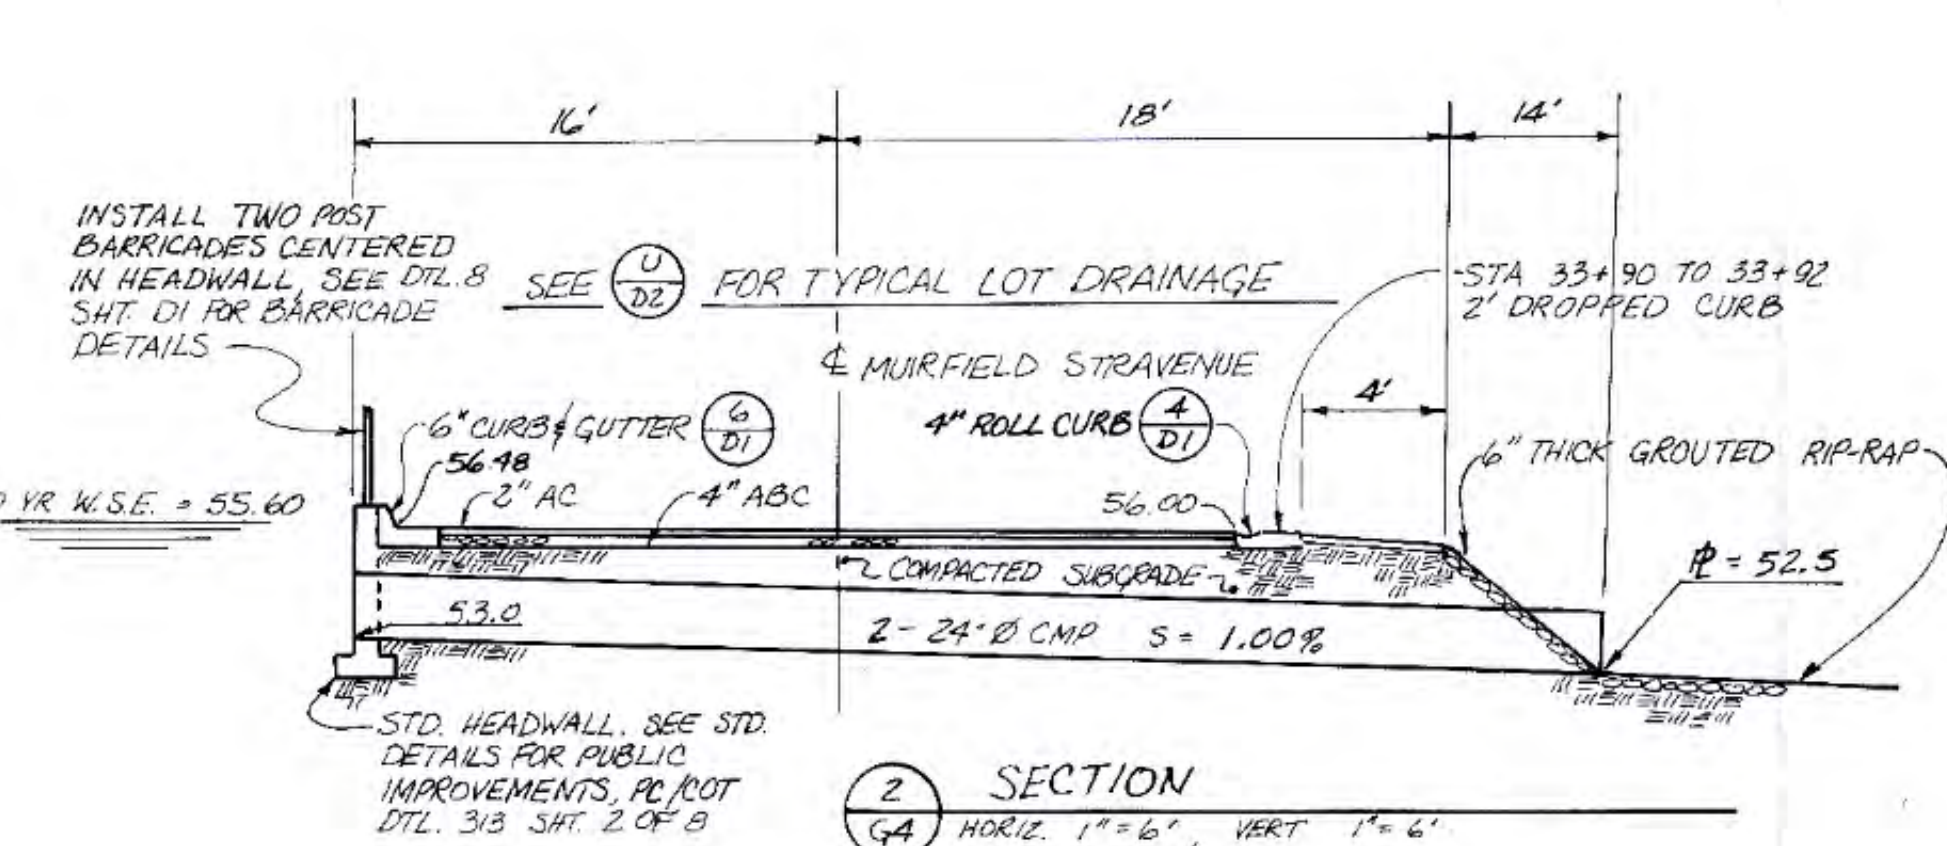 16'
18'
14'
INSTALL TWO POST
BARRICADES CENTERED
IN HEADWALL, SEE DTL. 8
SHT. D1 FOR BARRICADE
DETAILS
SEE U/D2 FOR TYPICAL LOT DRAINAGE
STA 33+90 TO 33+92
2' DROPPED CURB
℄ MUIRFIELD STRAVENUE
4'
6" CURB & GUTTER 6/D1
4" ROLL CURB 4/D1
6" THICK GROUTED RIP-RAP
56.48
2" AC
4" ABC
56.00
YR W.S.E. = 55.60
COMPACTED SUBGRADE
= 52.5
53.0
2 - 24" Ø CMP S = 1.00%
STD. HEADWALL. SEE STD.
DETAILS FOR PUBLIC
IMPROVEMENTS, PC/COT
DTL. 313 SHT. 2 OF 8
2/G4 SECTION
HORIZ. 1" = 6', VERT 1" = 6'